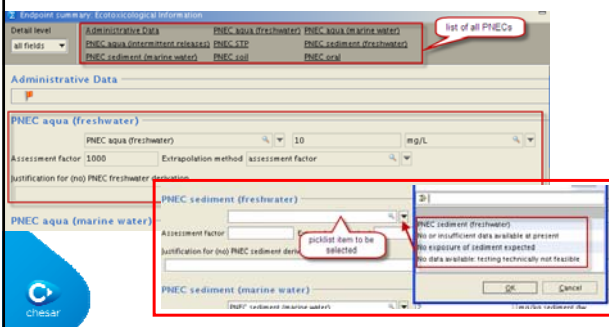 Endpoint summary: Ecotoxicological Information
Detail level
all fields
Administrative Data PNEC aqua (freshwater) PNEC aqua (marine water)
PNEC aqua (intermittent releases) PNEC STP PNEC sediment (freshwater)
PNEC sediment (marine water) PNEC soil PNEC oral
list of all PNECs
Administrative Data
PNEC aqua (freshwater)
PNEC aqua (freshwater) 10 mg/L
Assessment factor 1000 Extrapolation method assessment factor
Justification for (no) PNEC freshwater derivation
PNEC aqua (marine water)
PNEC sediment (freshwater)
Assessment factor
picklist item to be selected
Justification for (no) PNEC sediment
PNEC sediment (marine water)
PNEC sediment (marine water) mg/kg sediment dw
PNEC sediment (freshwater)
No or insufficient data available at present
No exposure of sediment expected
No data available: testing technically not feasible
OK Cancel
chesar